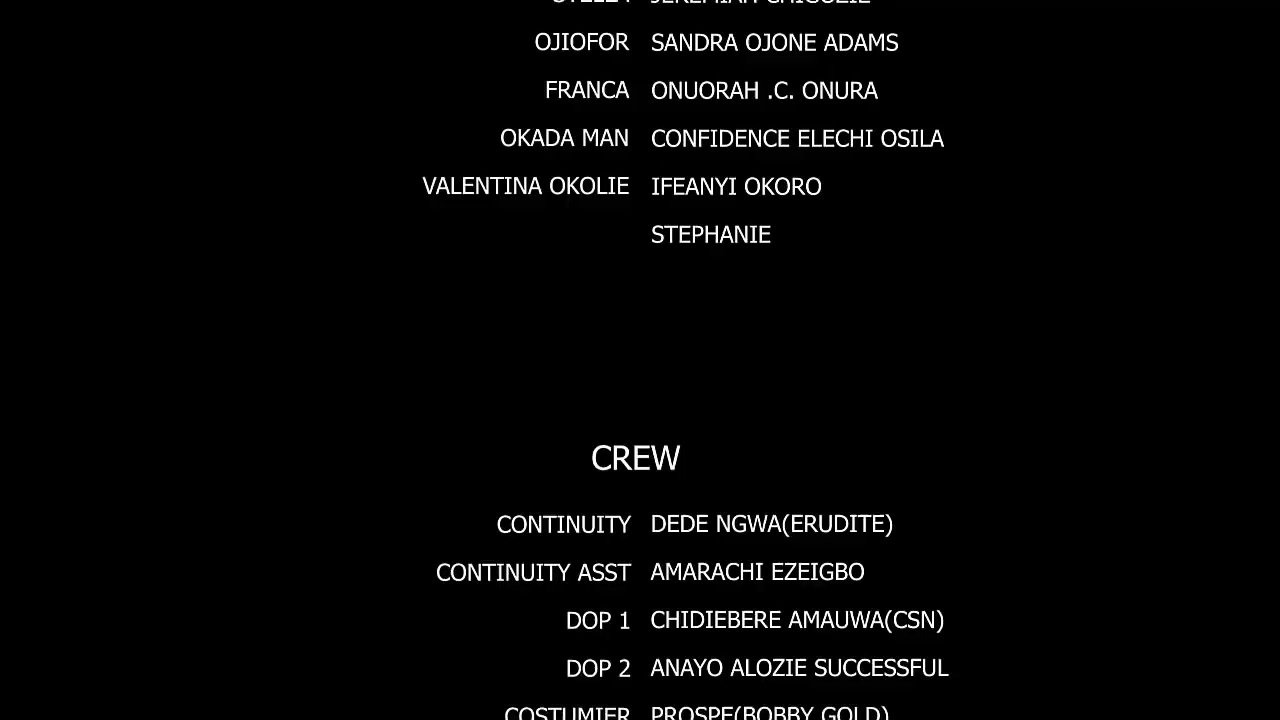 JEREMIAH CHIGOZIE
OJIOFOR SANDRA OJONE ADAMS
FRANCA ONUORAH .C. ONURA
OKADA MAN CONFIDENCE ELECHI OSILA
VALENTINA OKOLIE IFEANYI OKORO
STEPHANIE
CREW
CONTINUITY DEDE NGWA(ERUDITE)
CONTINUITY ASST AMARACHI EZEIGBO
DOP 1 CHIDIEBERE AMAUWA(CSN)
DOP 2 ANAYO ALOZIE SUCCESSFUL
COSTUMIER PROSPE(BOBBY GOLD)